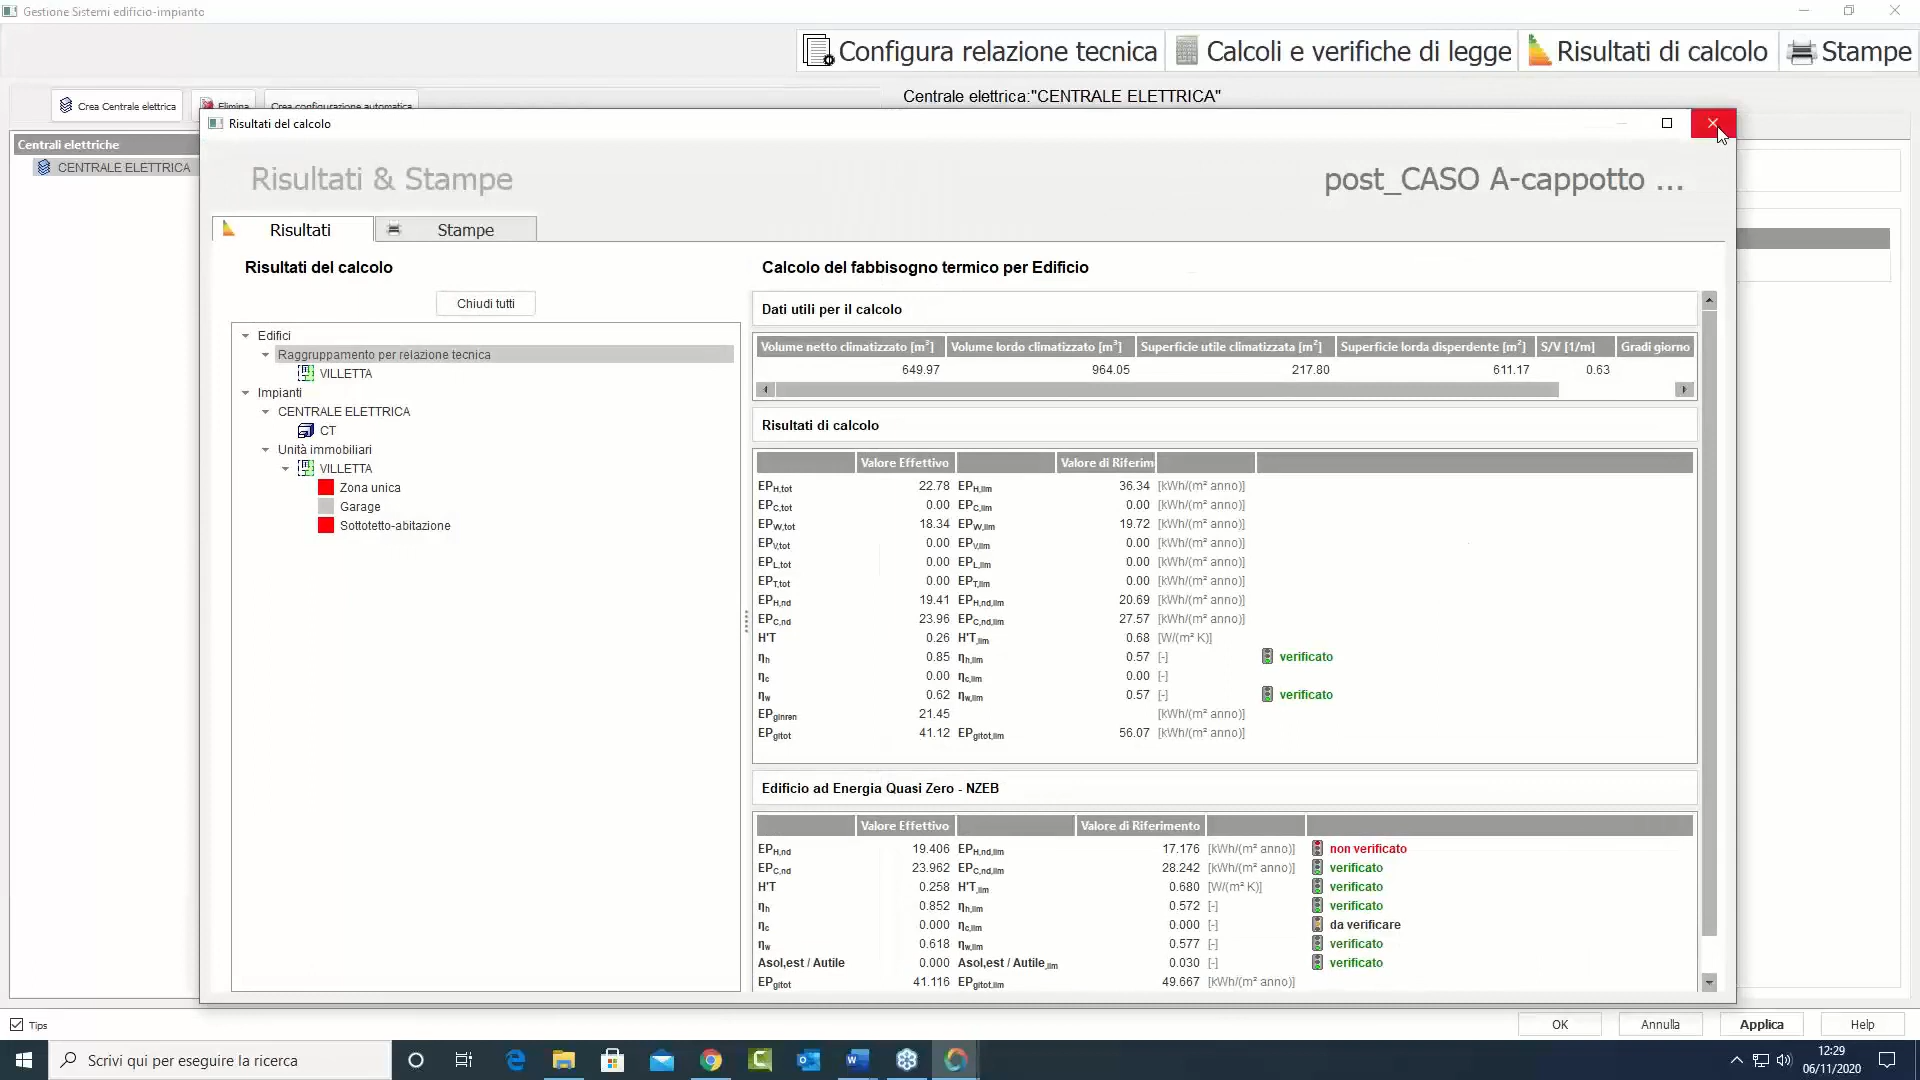 Gestione Sistemi edificio-impianto
Configura relazione tecnica
Calcoli e verifiche di legge
Risultati di calcolo
Stampe
Crea Centrale elettrica
Elimina
Crea configurazione automatica
Centrale elettrica:"CENTRALE ELETTRICA"
Centrali elettriche
CENTRALE ELETTRICA
Risultati del calcolo
Risultati & Stampe
post_CASO A-cappotto ...
Risultati
Stampe
Risultati del calcolo
Chiudi tutti
Edifici
Raggruppamento per relazione tecnica
VILLETTA
Impianti
CENTRALE ELETTRICA
CT
Unità immobiliari
VILLETTA
Zona unica
Garage
Sottotetto-abitazione
Calcolo del fabbisogno termico per Edificio
Dati utili per il calcolo
Volume netto climatizzato [m³] Volume lordo climatizzato [m³] Superficie utile climatizzata [m²] Superficie lorda disperdente [m²] S/V [1/m] Gradi giorno
649.97 964.05 217.80 611.17 0.63
Risultati di calcolo
Valore Effettivo Valore di Riferim
EPH,tot 22.78 EPH,lim 36.34 [kWh/(m² anno)]
EPC,tot 0.00 EPC,lim 0.00 [kWh/(m² anno)]
EPW,tot 18.34 EPW,lim 19.72 [kWh/(m² anno)]
EPV,tot 0.00 EPV,lim 0.00 [kWh/(m² anno)]
EPL,tot 0.00 EPL,lim 0.00 [kWh/(m² anno)]
EPT,tot 0.00 EPT,lim 0.00 [kWh/(m² anno)]
EPH,nd 19.41 EPH,nd,lim 20.69 [kWh/(m² anno)]
EPC,nd 23.96 EPC,nd,lim 27.57 [kWh/(m² anno)]
H'T 0.26 H'T,lim 0.68 [W/(m² K)]
ηh 0.85 ηh,lim 0.57 [-] verificato
ηc 0.00 ηc,lim 0.00 [-]
ηw 0.62 ηw,lim 0.57 [-] verificato
EPglnren 21.45 [kWh/(m² anno)]
EPgltot 41.12 EPgltot,lim 56.07 [kWh/(m² anno)]
Edificio ad Energia Quasi Zero - NZEB
Valore Effettivo Valore di Riferimento
EPH,nd 19.406 EPH,nd,lim 17.176 [kWh/(m² anno)] non verificato
EPC,nd 23.962 EPC,nd,lim 28.242 [kWh/(m² anno)] verificato
H'T 0.258 H'T,lim 0.680 [W/(m² K)] verificato
ηh 0.852 ηh,lim 0.572 [-] verificato
ηc 0.000 ηc,lim 0.000 [-] da verificare
ηw 0.618 ηw,lim 0.577 [-] verificato
Asol,est / Autile 0.000 Asol,est / Autile,lim 0.030 [-] verificato
EPgltot 41.116 EPgltot,lim 49.667 [kWh/(m² anno)]
Tips
OK
Annulla
Applica
Help
Scrivi qui per eseguire la ricerca
12:29
06/11/2020